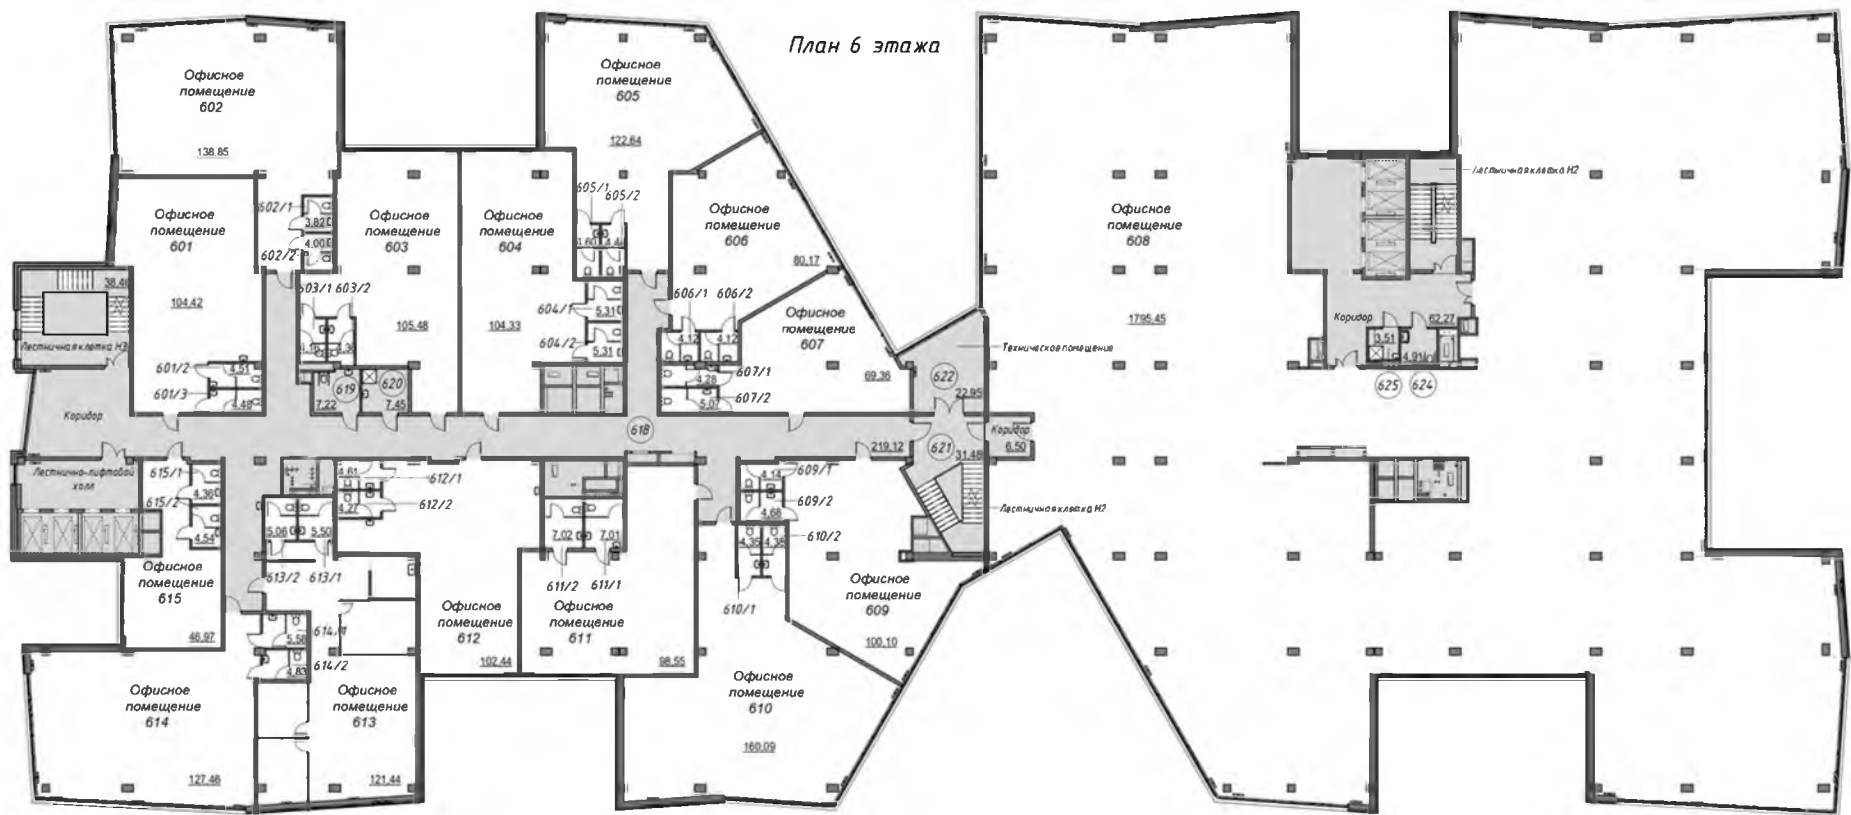 План 6 этажа
Офисное
помещение
602
138.85
Офисное
помещение
605
122.64
605/1
605/2
4.60
4.44
602/1
3.82
4.00
602/2
Офисное
помещение
601
104.42
601/2
4.51
601/3
4.48
38.46
Лестничная клетка Н3
Коридор
Офисное
помещение
603
603/1
603/2
4.16
105.48
619
7.22
620
7.45
Офисное
помещение
604
104.33
604/1
5.31
604/2
5.31
Офисное
помещение
606
80.17
606/1
606/2
4.12
4.12
Офисное
помещение
607
69.36
607/1
4.28
607/2
5.07
622
22.95
Техническое помещение
Офисное
помещение
608
1795.45
Лестничная клетка Н2
Коридор
62.27
3.51
4.91
625
624
618
219.12
621
31.48
Коридор
6.50
Лестничная клетка Н2
Лестнично-лифтовой
холл
615/1
4.36
615/2
4.54
Офисное
помещение
615
46.97
5.06
5.50
613/2
613/1
4.61
612/1
4.27
612/2
Офисное
помещение
612
102.44
7.02
7.01
611/2
611/1
Офисное
помещение
611
98.55
4.14
609/1
609/2
4.68
4.35
4.35
610/2
610/1
Офисное
помещение
609
100.10
5.58
614/1
4.83
614/2
Офисное
помещение
614
127.46
Офисное
помещение
613
121.44
Офисное
помещение
610
160.09